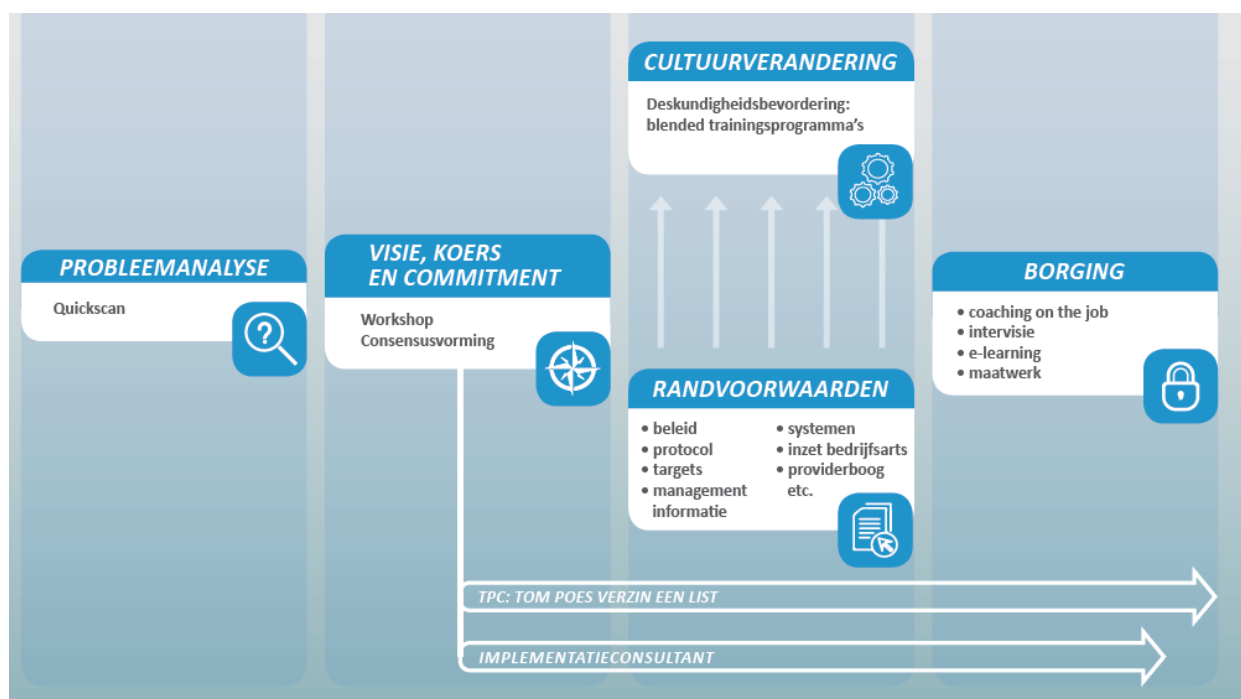 PROBLEEMANALYSE
Quickscan
VISIE, KOERS
EN COMMITMENT
Workshop
Consensusvorming
CULTUURVERANDERING
Deskundigheidsbevordering:
blended trainingsprogramma's
RANDVOORWAARDEN
• beleid
• protocol
• targets
• management
informatie
• systemen
• inzet bedrijfsarts
• providerboog
etc.
BORGING
• coaching on the job
• intervisie
• e-learning
• maatwerk
TPC: TOM POES VERZIN EEN LIST
IMPLEMENTATIECONSULTANT